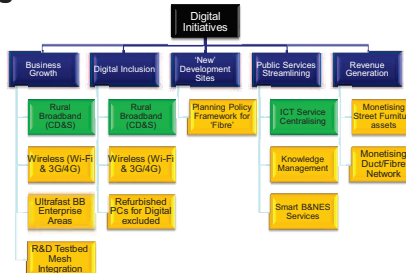 Digital
Initiatives
Business
Growth
Digital Inclusion
'New'
Development
Sites
Public Services
Streamlining
Revenue
Generation
Rural
Broadband
(CD&S)
Rural
Broadband
(CD&S)
Planning Policy
Framework for
'Fibre'
ICT Service
Centralising
Monetising
Street Furniture
assets
Wireless (Wi-Fi
& 3G/4G)
Wireless (Wi-Fi
& 3G/4G)
Knowledge
Management
Monetising
Duct/Fibre
Network
Ultrafast BB
Enterprise
Areas
Refurbished
PCs for Digital
excluded
Smart B&NES
Services
R&D Testbed
Mesh
Integration